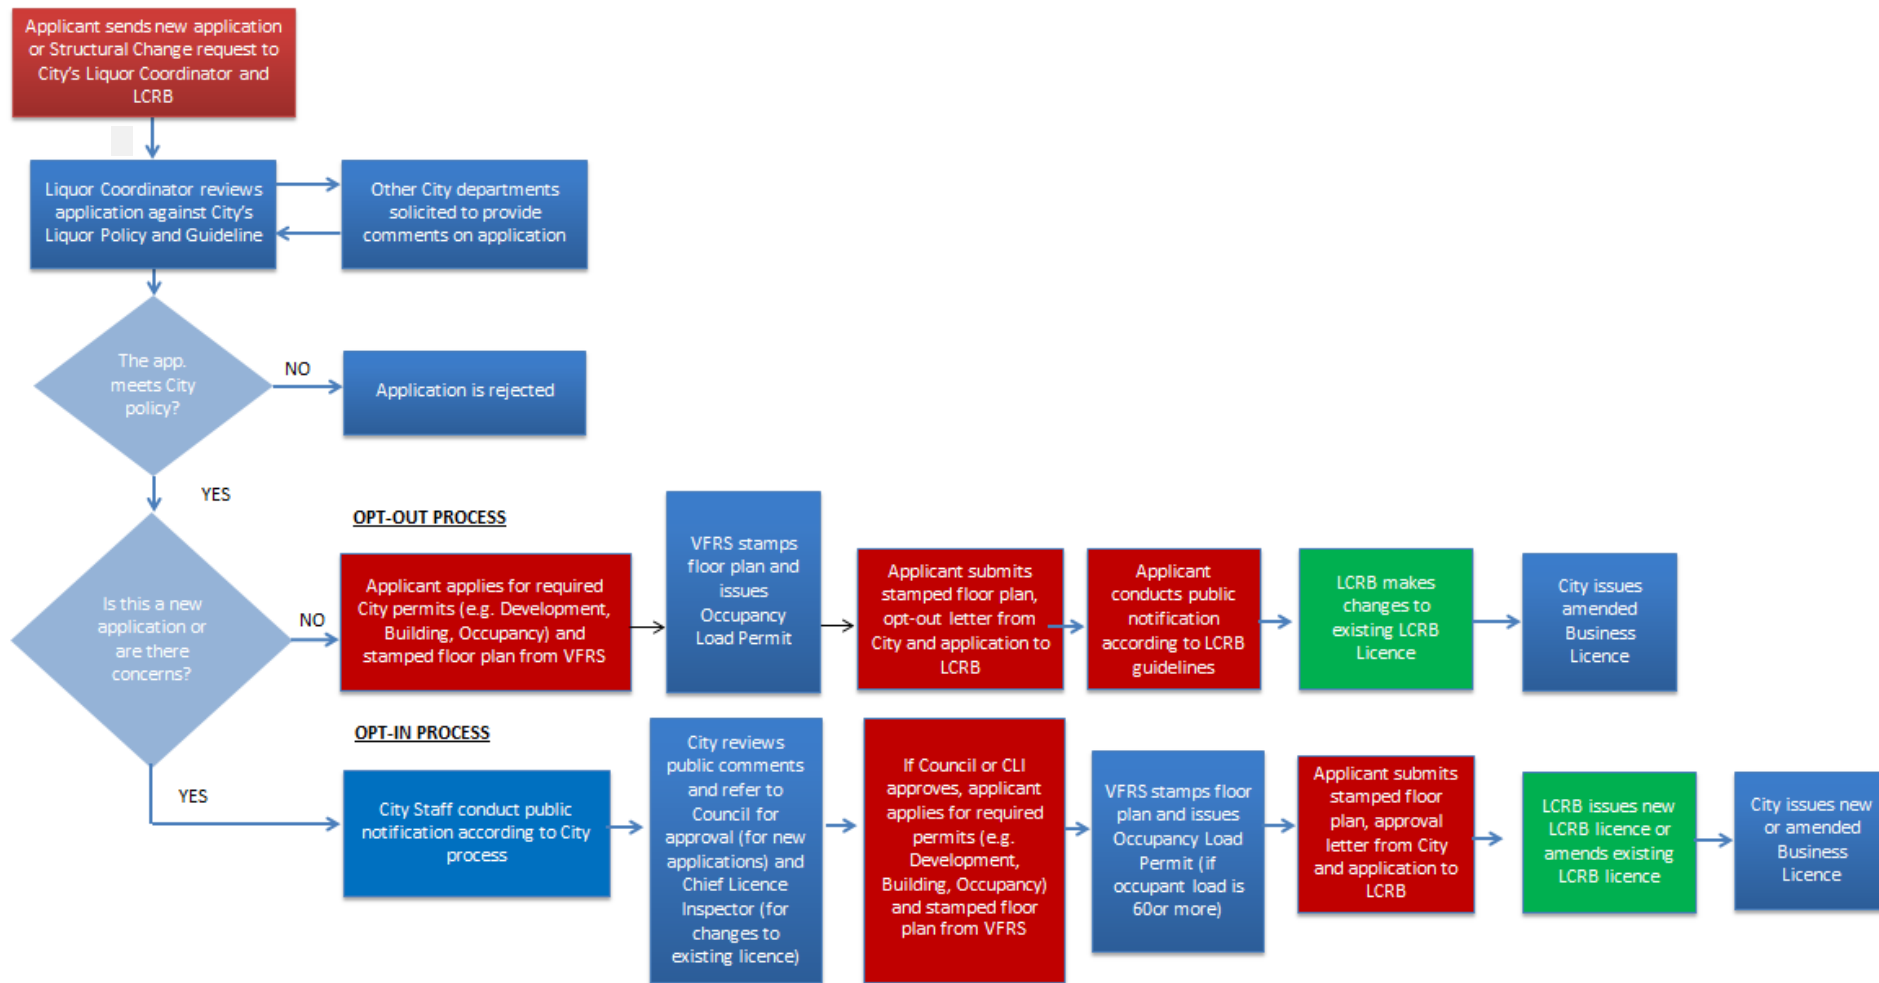 Applicant sends new application
or Structural Change request to
City's Liquor Coordinator and
LCRB
Liquor Coordinator reviews
application against City's
Liquor Policy and Guideline
Other City departments
solicited to provide
comments on application
The app.
meets City
policy?
NO
Application is rejected
YES
Is this a new
application or
are there
concerns?
NO
OPT-OUT PROCESS
Applicant applies for required
City permits (e.g. Development,
Building, Occupancy) and
stamped floor plan from VFRS
VFRS stamps
floor plan and
issues
Occupancy
Load Permit
Applicant submits
stamped floor plan,
opt-out letter from
City and application to
LCRB
Applicant
conducts public
notification
according to LCRB
guidelines
LCRB makes
changes to
existing LCRB
Licence
City issues
amended
Business
Licence
YES
OPT-IN PROCESS
City Staff conduct public
notification according to City
process
City reviews
public comments
and refer to
Council for
approval (for new
applications) and
Chief Licence
Inspector (for
changes to
existing licence)
If Council or CLI
approves, applicant
applies for required
permits (e.g.
Development,
Building, Occupancy)
and stamped floor
plan from VFRS
VFRS stamps floor
plan and issues
Occupancy Load
Permit (if
occupant load is
60or more)
Applicant submits
stamped floor
plan, approval
letter from City
and application to
LCRB
LCRB issues new
LCRB licence or
amends existing
LCRB licence
City issues new
or amended
Business
Licence